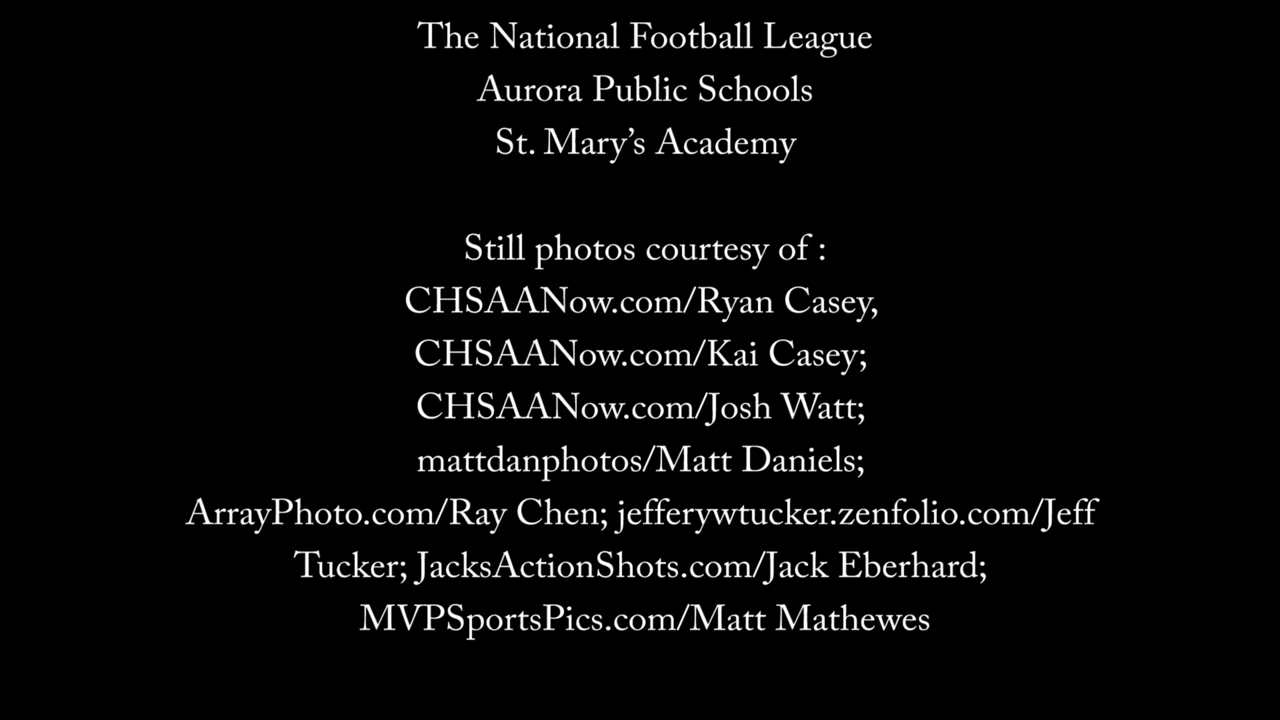 The National Football League
Aurora Public Schools
St. Mary’s Academy
Still photos courtesy of :
CHSAANow.com/Ryan Casey,
CHSAANow.com/Kai Casey;
CHSAANow.com/Josh Watt;
mattdanphotos/Matt Daniels;
ArrayPhoto.com/Ray Chen; jefferywtucker.zenfolio.com/Jeff
Tucker; JacksActionShots.com/Jack Eberhard;
MVPSportsPics.com/Matt Mathewes